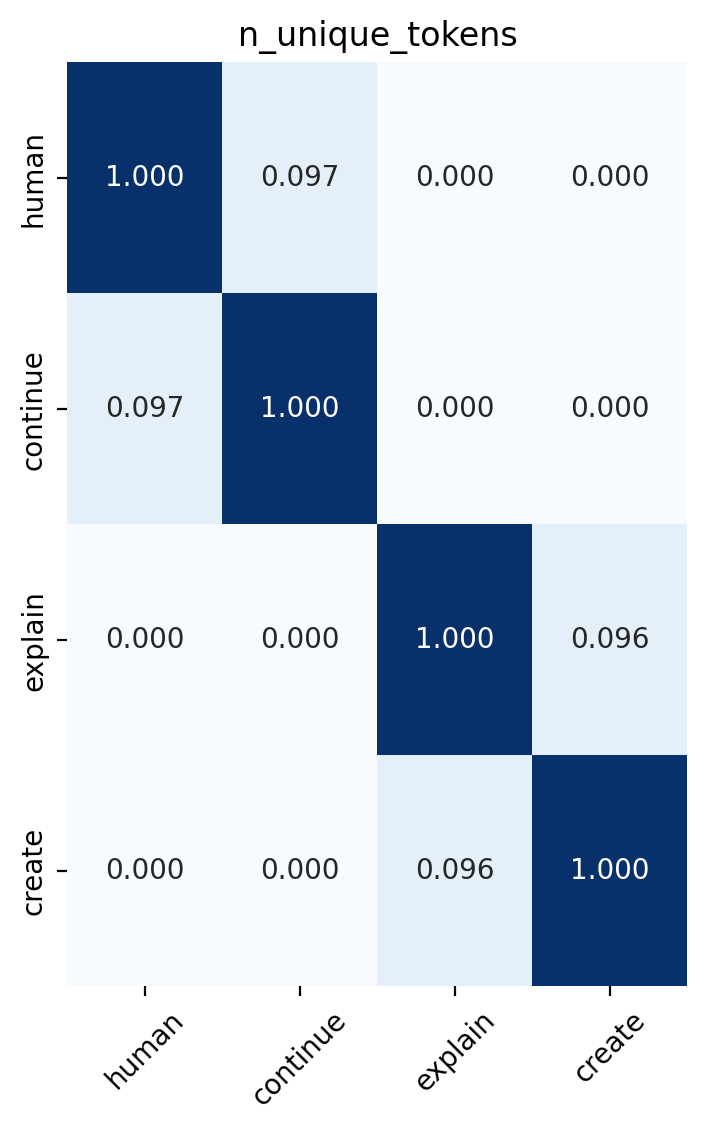 n_unique_tokens
human
1.000 0.097 0.000 0.000
continue
0.097 1.000 0.000 0.000
explain
0.000 0.000 1.000 0.096
create
0.000 0.000 0.096 1.000
human continue explain create